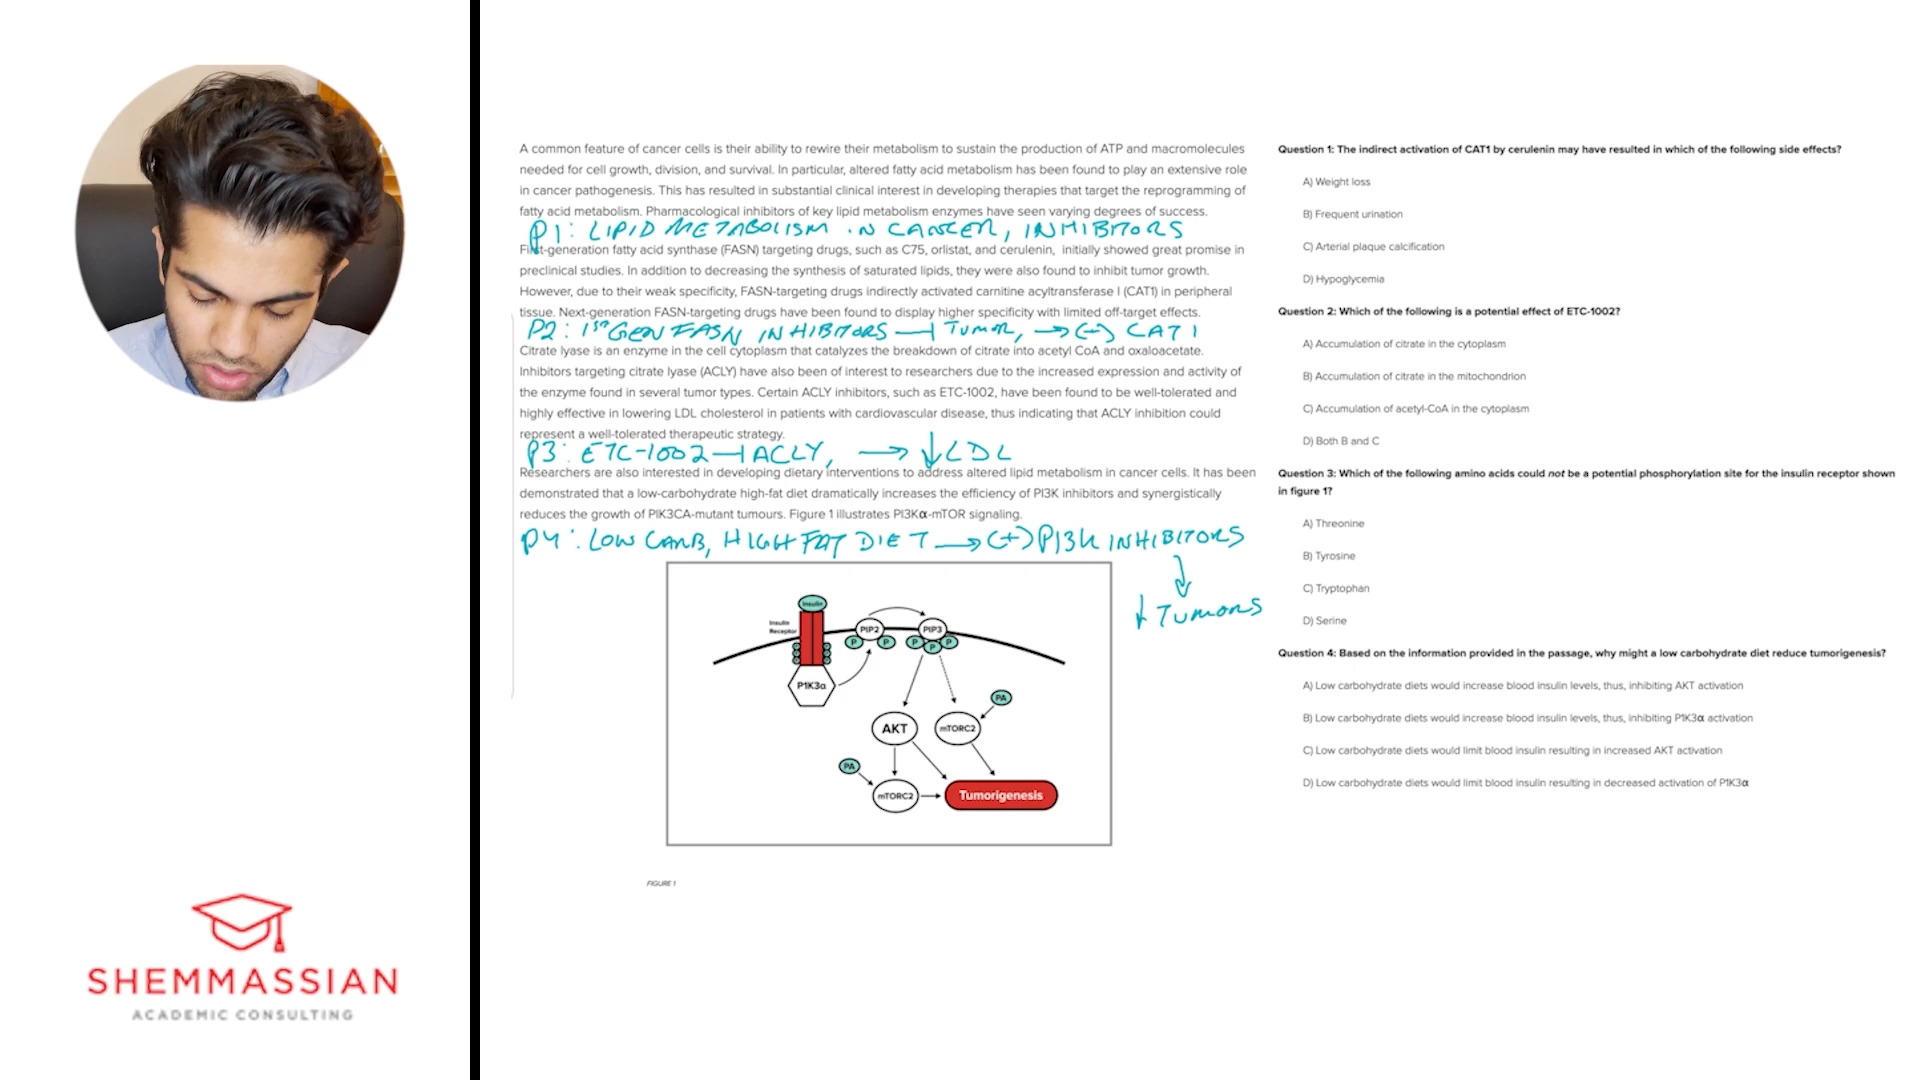 A common feature of cancer cells is their ability to rewire their metabolism to sustain the production of ATP and macromolecules
needed for cell growth, division, and survival. In particular, altered fatty acid metabolism has been found to play an extensive role
in cancer pathogenesis. This has resulted in substantial clinical interest in developing therapies that target the reprogramming of
fatty acid metabolism. Pharmacological inhibitors of key lipid metabolism enzymes have seen varying degrees of success.
P1: LIPID METABOLISM IN CANCER, INHIBITORS
First-generation fatty acid synthase (FASN) targeting drugs, such as C75, orlistat, and cerulenin, initially showed great promise in
preclinical studies. In addition to decreasing the synthesis of saturated lipids, they were also found to inhibit tumor growth.
However, due to their weak specificity, FASN-targeting drugs indirectly activated carnitine acyltransferase I (CAT1) in peripheral
tissue. Next-generation FASN-targeting drugs have been found to display higher specificity with limited off-target effects.
P2: 1ST GEN FASN INHIBITORS ⊣ TUMOR, → (+) CAT1
Citrate lyase is an enzyme in the cell cytoplasm that catalyzes the breakdown of citrate into acetyl CoA and oxaloacetate.
Inhibitors targeting citrate lyase (ACLY) have also been of interest to researchers due to the increased expression and activity of
the enzyme found in several tumor types. Certain ACLY inhibitors, such as ETC-1002, have been found to be well-tolerated and
highly effective in lowering LDL cholesterol in patients with cardiovascular disease, thus indicating that ACLY inhibition could
represent a well-tolerated therapeutic strategy.
P3: ETC-1002 ⊣ ACLY, → ↓ LDL
Researchers are also interested in developing dietary interventions to address altered lipid metabolism in cancer cells. It has been
demonstrated that a low-carbohydrate high-fat diet dramatically increases the efficiency of PI3K inhibitors and synergistically
reduces the growth of PIK3CA-mutant tumours. Figure 1 illustrates PI3Kα-mTOR signaling.
P4: LOW CARB, HIGH FAT DIET → (+) PI3K INHIBITORS
↓ TUMORS
Insulin
Insulin
Receptor
PIP2
PIP3
P
P
P
P
P
P1K3α
PA
AKT
mTORC2
PA
mTORC2
Tumorigenesis
FIGURE 1
Question 1: The indirect activation of CAT1 by cerulenin may have resulted in which of the following side effects?
A) Weight loss
B) Frequent urination
C) Arterial plaque calcification
D) Hypoglycemia
Question 2: Which of the following is a potential effect of ETC-1002?
A) Accumulation of citrate in the cytoplasm
B) Accumulation of citrate in the mitochondrion
C) Accumulation of acetyl-CoA in the cytoplasm
D) Both B and C
Question 3: Which of the following amino acids could not be a potential phosphorylation site for the insulin receptor shown
in figure 1?
A) Threonine
B) Tyrosine
C) Tryptophan
D) Serine
Question 4: Based on the information provided in the passage, why might a low carbohydrate diet reduce tumorigenesis?
A) Low carbohydrate diets would increase blood insulin levels, thus, inhibiting AKT activation
B) Low carbohydrate diets would increase blood insulin levels, thus, inhibiting P1K3α activation
C) Low carbohydrate diets would limit blood insulin resulting in increased AKT activation
D) Low carbohydrate diets would limit blood insulin resulting in decreased activation of P1K3α
SHEMMASSIAN
ACADEMIC CONSULTING